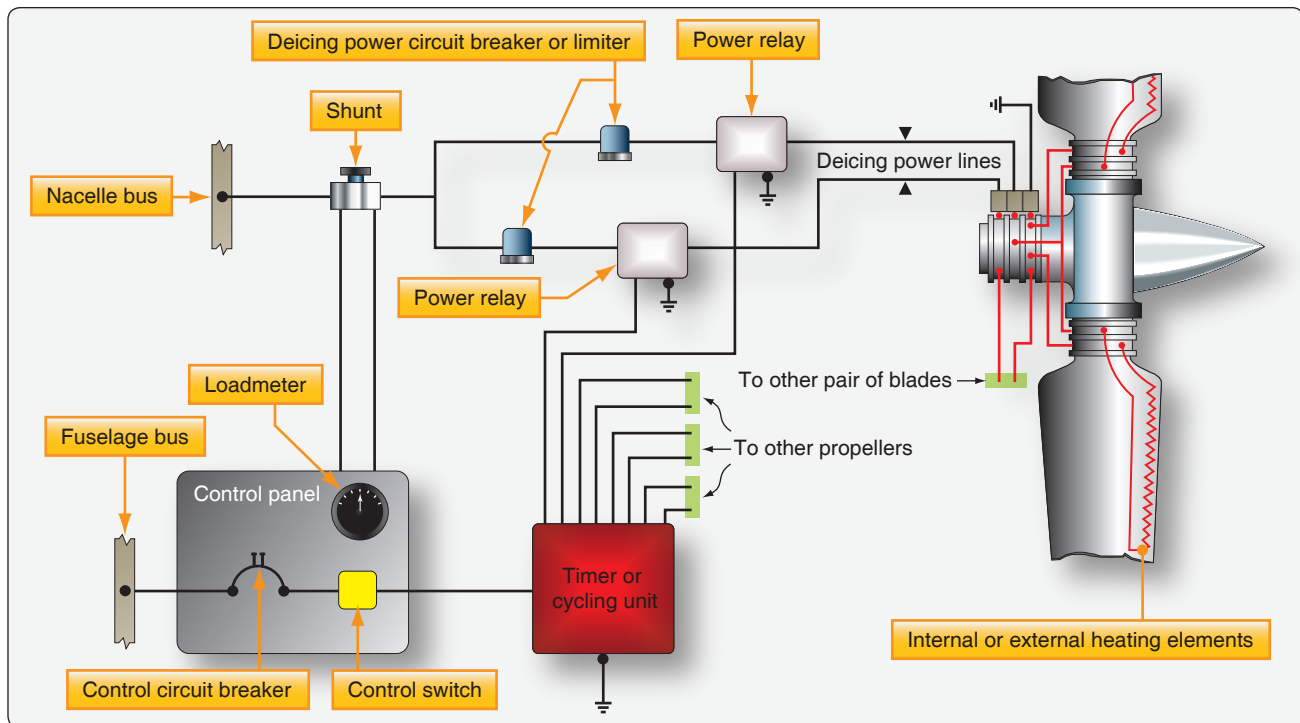 Deicing power circuit breaker or limiter
Power relay
Shunt
Nacelle bus
Deicing power lines
Power relay
Loadmeter
To other pair of blades
Fuselage bus
To other propellers
Control panel
Timer or
cycling unit
Internal or external heating elements
Control circuit breaker
Control switch